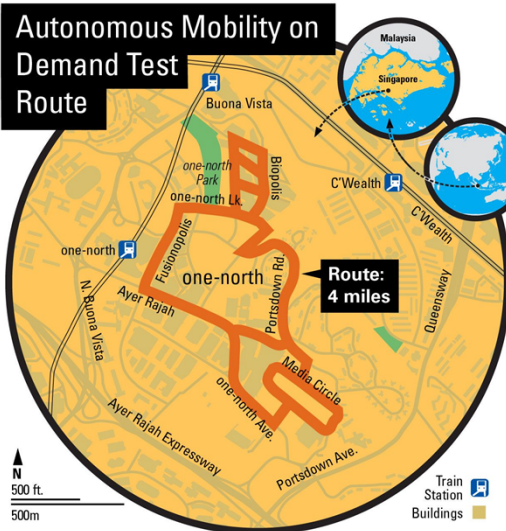 Autonomous Mobility on
Demand Test
Route
Malaysia
Singapore
Buona Vista
one-north
Park
Biopolis
C'Wealth
one-north Lk.
C'Wealth
one-north
Fusionopolis
one-north
Portsdown Rd.
Route:
4 miles
Queensway
N. Buona Vista
Ayer Rajah
Media Circle
one-north Ave.
Ayer Rajah Expressway
Portsdown Ave.
N
500 ft.
500m
Train
Station
Buildings